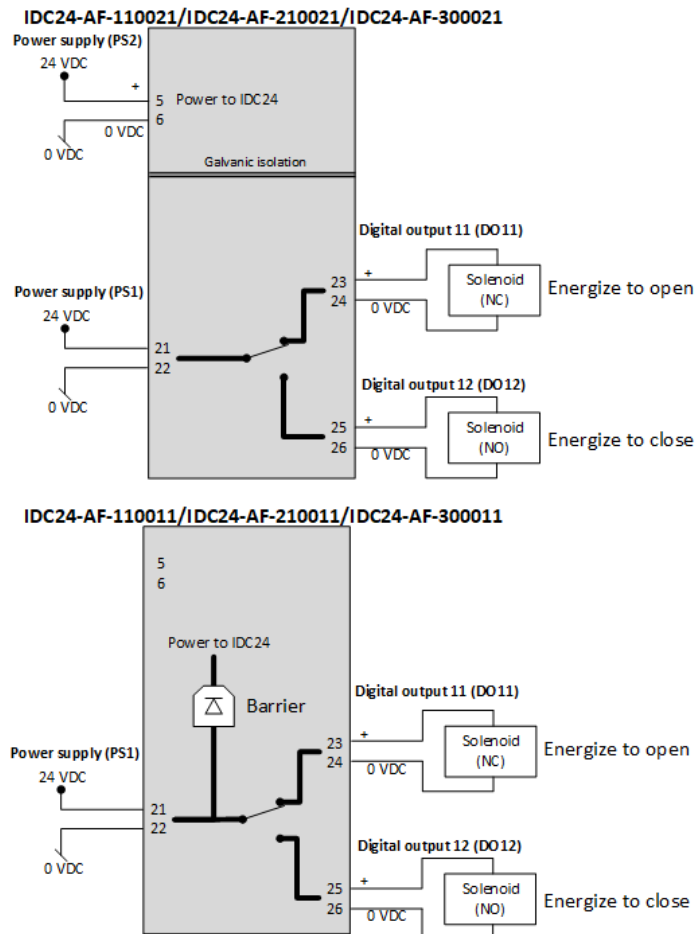 IDC24-AF-110021/IDC24-AF-210021/IDC24-AF-300021
Power supply (PS2)
24 VDC
+
5 Power to IDC24
6
0 VDC
0 VDC
Galvanic isolation
Digital output 11 (DO11)
23 +
Solenoid
(NC)
Energize to open
24 0 VDC
Power supply (PS1)
24 VDC
21
22
0 VDC
Digital output 12 (DO12)
25 +
Solenoid
(NO)
Energize to close
26 0 VDC
IDC24-AF-110011/IDC24-AF-210011/IDC24-AF-300011
5
6
Power to IDC24
Barrier
Digital output 11 (DO11)
23 +
Solenoid
(NC)
Energize to open
24 0 VDC
Power supply (PS1)
24 VDC
21
22
0 VDC
Digital output 12 (DO12)
25 +
Solenoid
(NO)
Energize to close
26 0 VDC